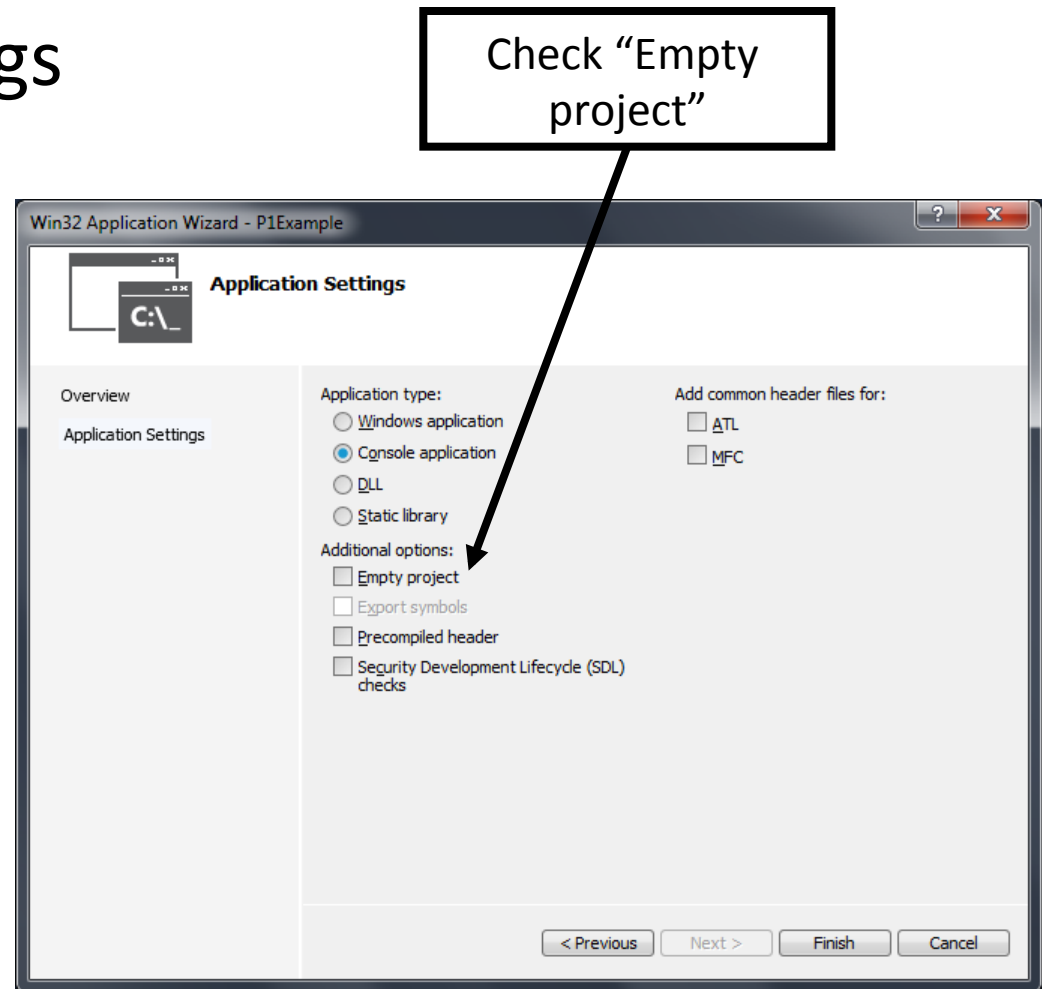 gs
Check “Empty
project”
Win32 Application Wizard - P1Example
C:\_
Application Settings
Overview
Application Settings
Application type:
Windows application
Console application
DLL
Static library
Additional options:
Empty project
Export symbols
Precompiled header
Security Development Lifecycle (SDL)
checks
Add common header files for:
ATL
MFC
< Previous
Next >
Finish
Cancel